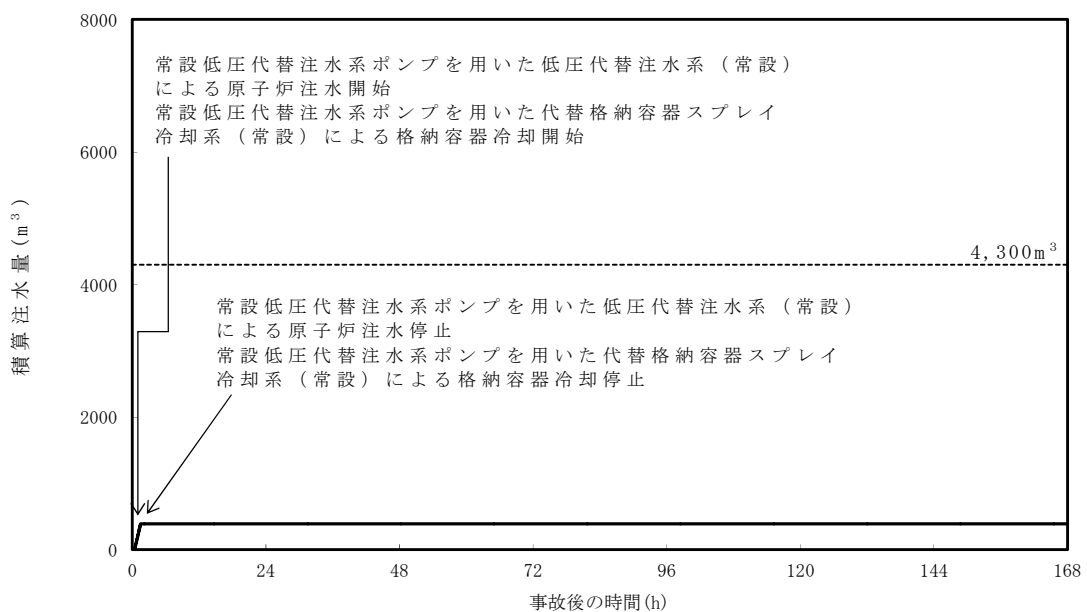 8000
常設低圧代替注水系ポンプを用いた低圧代替注水系（常設）
による原子炉注水開始
常設低圧代替注水系ポンプを用いた代替格納容器スプレイ
冷却系（常設）による格納容器冷却開始
6000
4,300m³
4000
常設低圧代替注水系ポンプを用いた低圧代替注水系（常設）
による原子炉注水停止
常設低圧代替注水系ポンプを用いた代替格納容器スプレイ
冷却系（常設）による格納容器冷却停止
積算注水量(m³)
2000
0
0 24 48 72 96 120 144 168
事故後の時間(h)